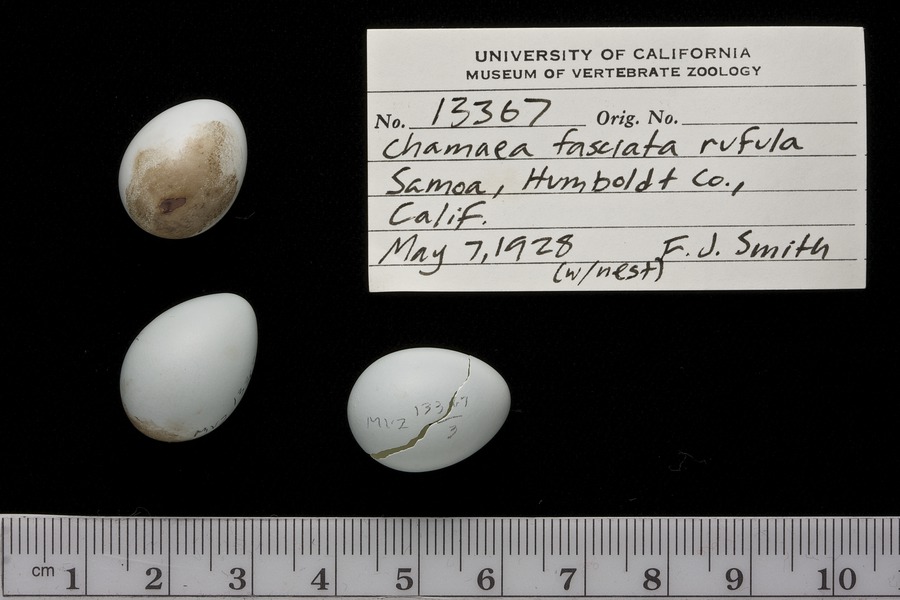 UNIVERSITY OF CALIFORNIA
MUSEUM OF VERTEBRATE ZOOLOGY
No. 13367 Orig. No.
Chamaea fasciata rufula
Samoa, Humboldt Co.,
Calif.
May 7, 1928 F. J. Smith
(w/nest)
MVZ 13367
3
cm 1 2 3 4 5 6 7 8 9 10